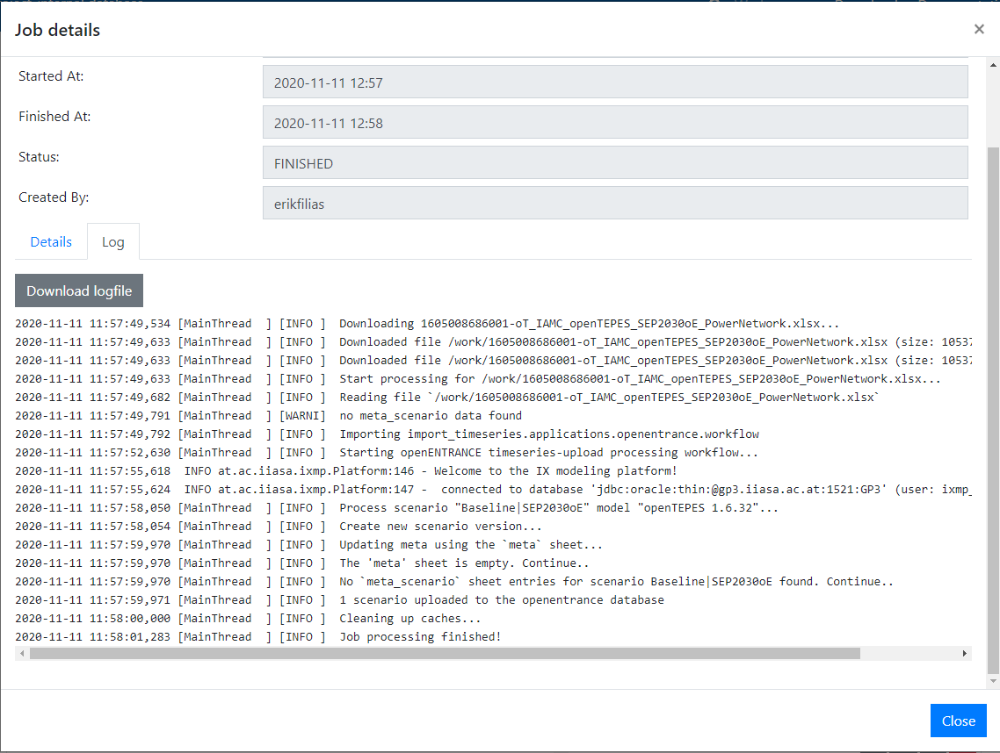 Job details
×
Started At:
2020-11-11 12:57
Finished At:
2020-11-11 12:58
Status:
FINISHED
Created By:
erikfilias
Details
Log
Download logfile
2020-11-11 11:57:49,534 [MainThread  ] [INFO ]  Downloading 1605008686001-oT_IAMC_openTEPES_SEP2030oE_PowerNetwork.xlsx...
2020-11-11 11:57:49,633 [MainThread  ] [INFO ]  Downloaded file /work/1605008686001-oT_IAMC_openTEPES_SEP2030oE_PowerNetwork.xlsx (size: 10537
2020-11-11 11:57:49,633 [MainThread  ] [INFO ]  Downloaded file /work/1605008686001-oT_IAMC_openTEPES_SEP2030oE_PowerNetwork.xlsx (size: 10537
2020-11-11 11:57:49,633 [MainThread  ] [INFO ]  Start processing for /work/1605008686001-oT_IAMC_openTEPES_SEP2030oE_PowerNetwork.xlsx...
2020-11-11 11:57:49,682 [MainThread  ] [INFO ]  Reading file `/work/1605008686001-oT_IAMC_openTEPES_SEP2030oE_PowerNetwork.xlsx`
2020-11-11 11:57:49,791 [MainThread  ] [WARNI]  no meta_scenario data found
2020-11-11 11:57:49,792 [MainThread  ] [INFO ]  Importing import_timeseries.applications.openentrance.workflow
2020-11-11 11:57:52,630 [MainThread  ] [INFO ]  Starting openENTRANCE timeseries-upload processing workflow...
2020-11-11 11:57:55,618  INFO at.ac.iiasa.ixmp.Platform:146 - Welcome to the IX modeling platform!
2020-11-11 11:57:55,624  INFO at.ac.iiasa.ixmp.Platform:147 -  connected to database 'jdbc:oracle:thin:@gp3.iiasa.ac.at:1521:GP3' (user: ixmp_
2020-11-11 11:57:58,050 [MainThread  ] [INFO ]  Process scenario "Baseline|SEP2030oE" model "openTEPES 1.6.32"...
2020-11-11 11:57:58,054 [MainThread  ] [INFO ]  Create new scenario version...
2020-11-11 11:57:59,970 [MainThread  ] [INFO ]  Updating meta using the `meta` sheet...
2020-11-11 11:57:59,970 [MainThread  ] [INFO ]  The 'meta' sheet is empty. Continue..
2020-11-11 11:57:59,970 [MainThread  ] [INFO ]  No `meta_scenario` sheet entries for scenario Baseline|SEP2030oE found. Continue..
2020-11-11 11:57:59,971 [MainThread  ] [INFO ]  1 scenario uploaded to the openentrance database
2020-11-11 11:58:00,000 [MainThread  ] [INFO ]  Cleaning up caches...
2020-11-11 11:58:01,283 [MainThread  ] [INFO ]  Job processing finished!
Close